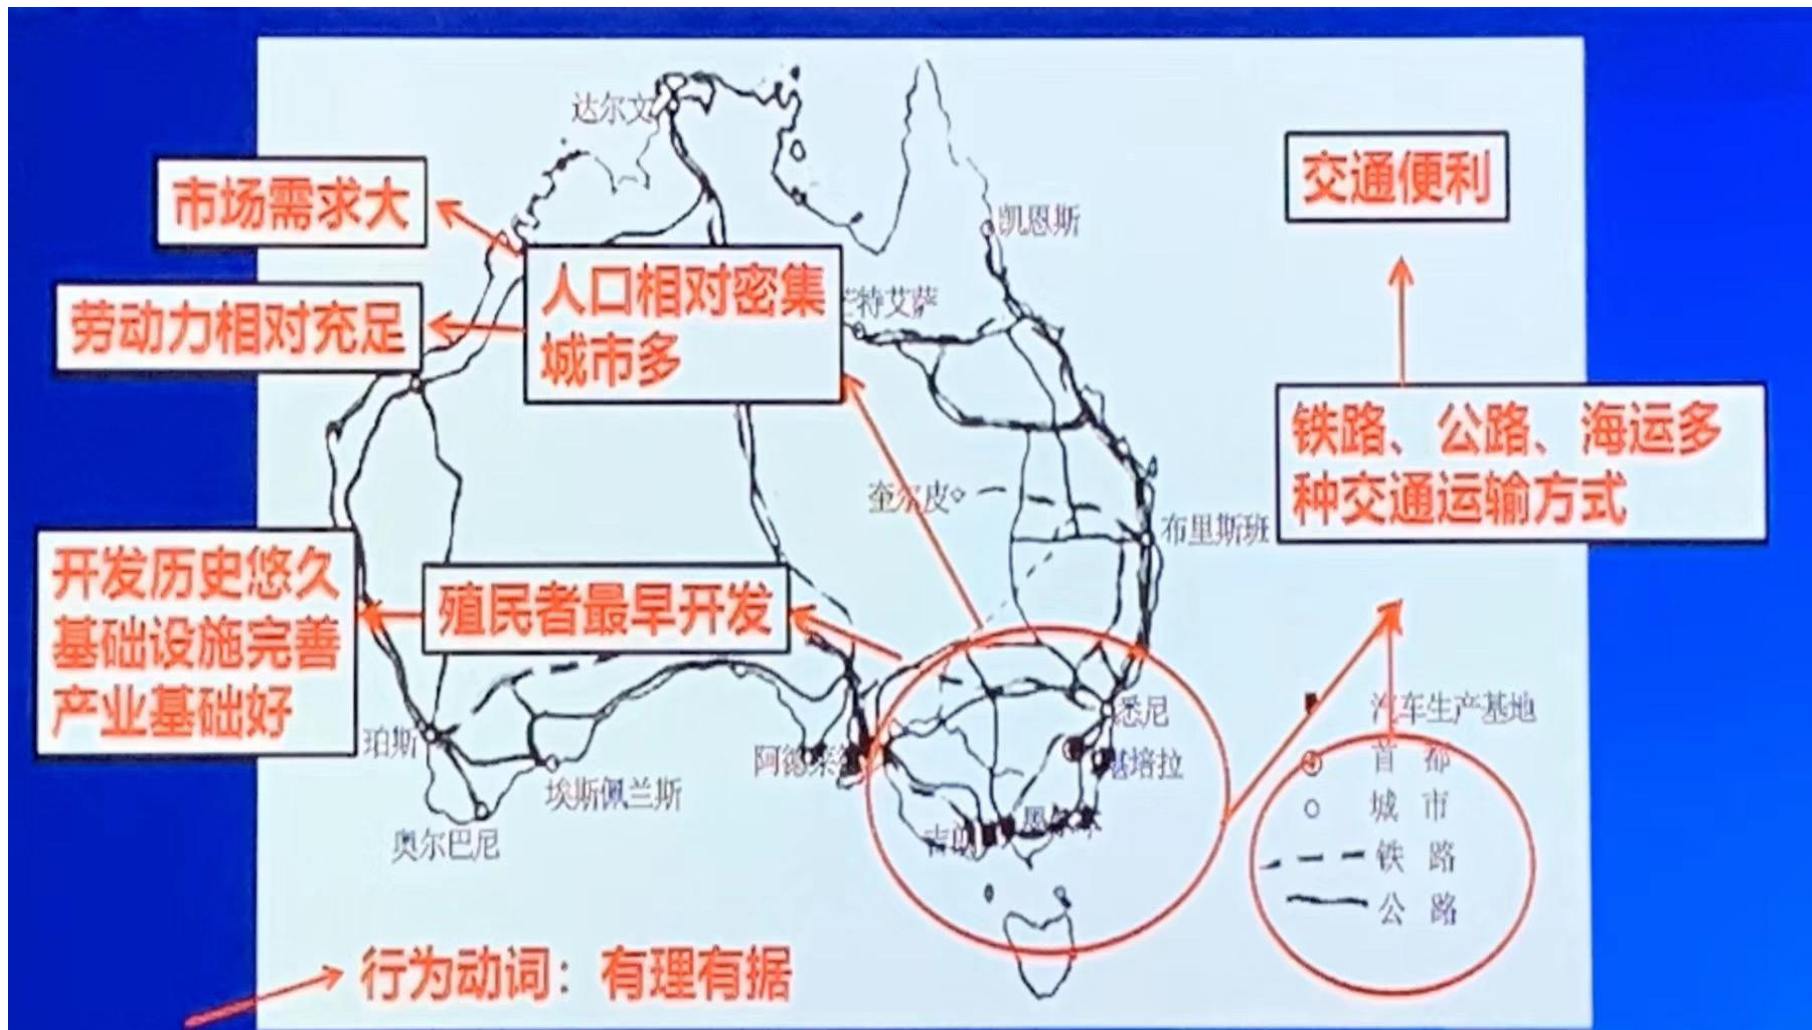 达尔文
市场需求大
交通便利
凯恩斯
劳动力相对充足
人口相对密集
城市多
特艾萨
铁路、公路、海运多
种交通运输方式
奎尔皮
布里斯班
开发历史悠久
基础设施完善
产业基础好
殖民者最早开发
珀斯
埃斯佩兰斯
奥尔巴尼
阿德莱
悉尼
堪培拉
墨尔本
汽车生产基地
首都
城市
铁路
公路
行为动词：有理有据